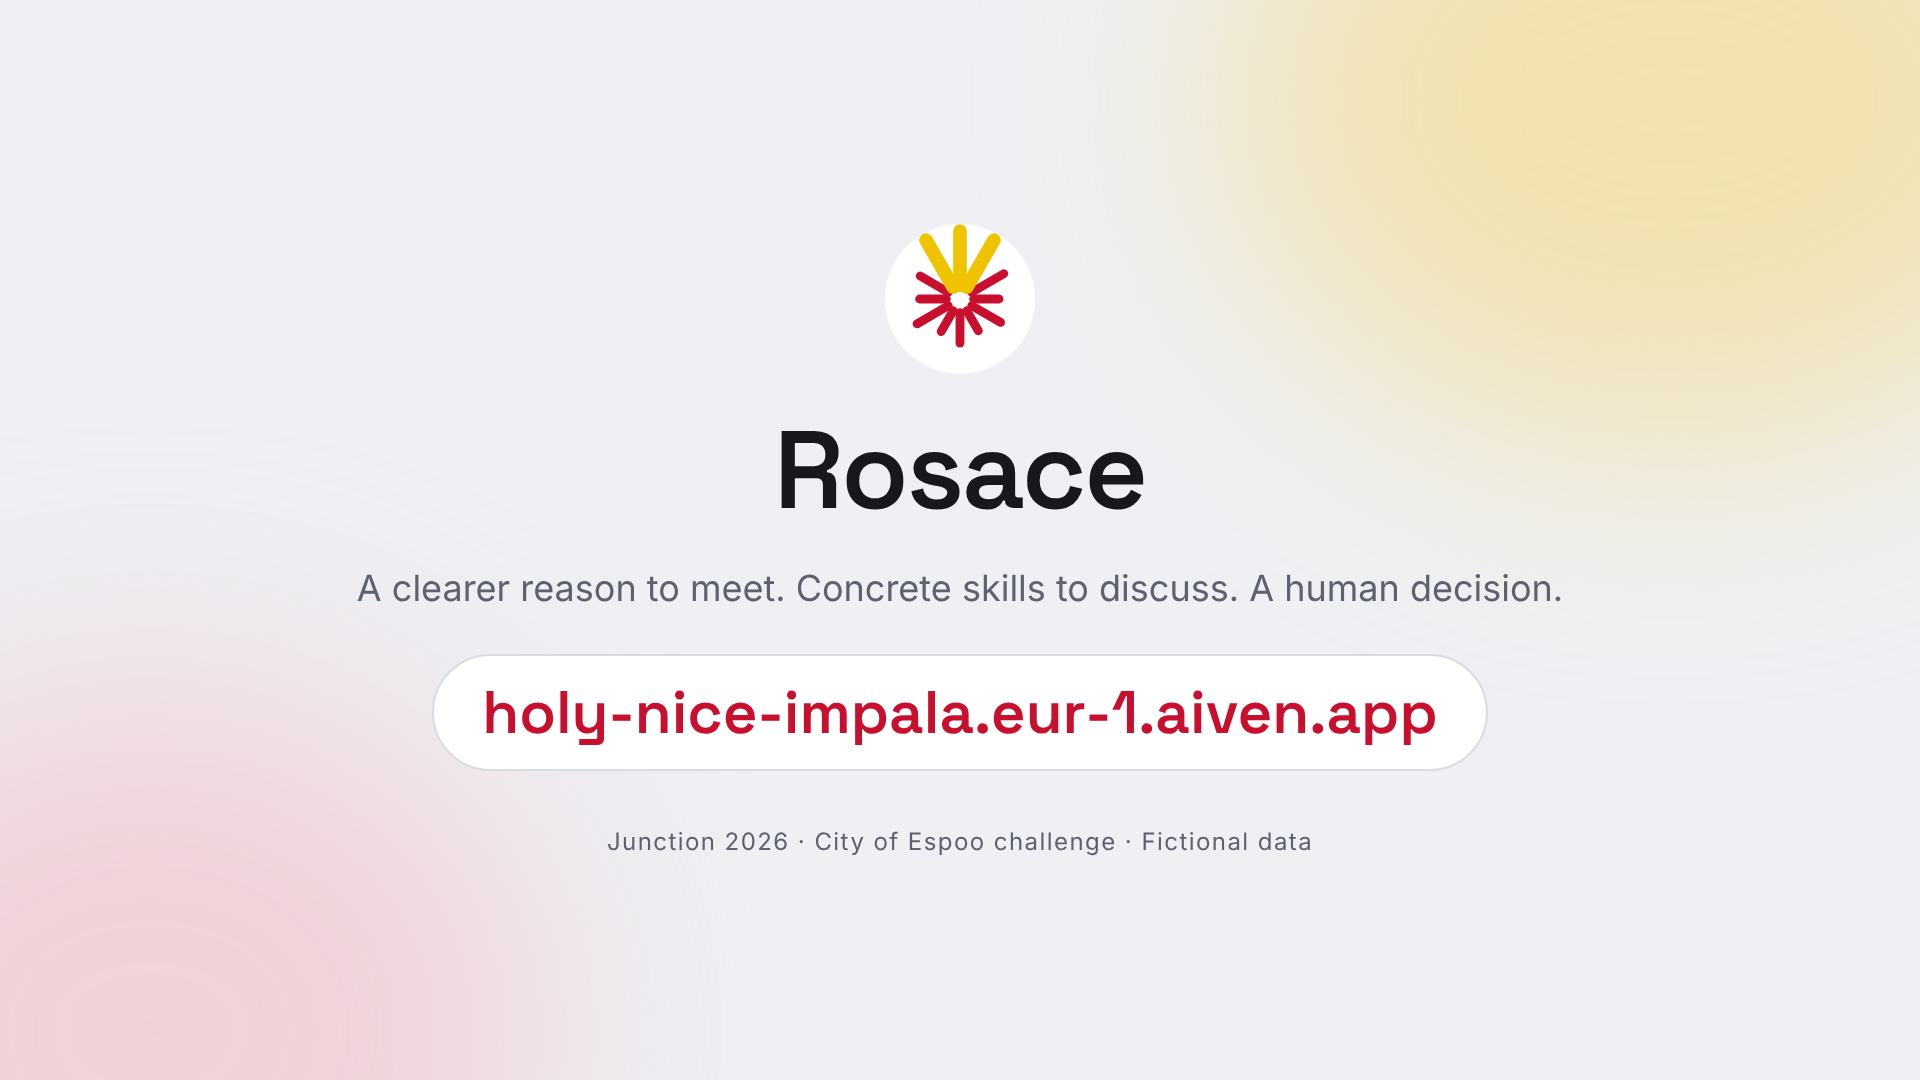 Rosace
A clearer reason to meet. Concrete skills to discuss. A human decision.
holy-nice-impala.eur-1.aiven.app
Junction 2026 · City of Espoo challenge · Fictional data